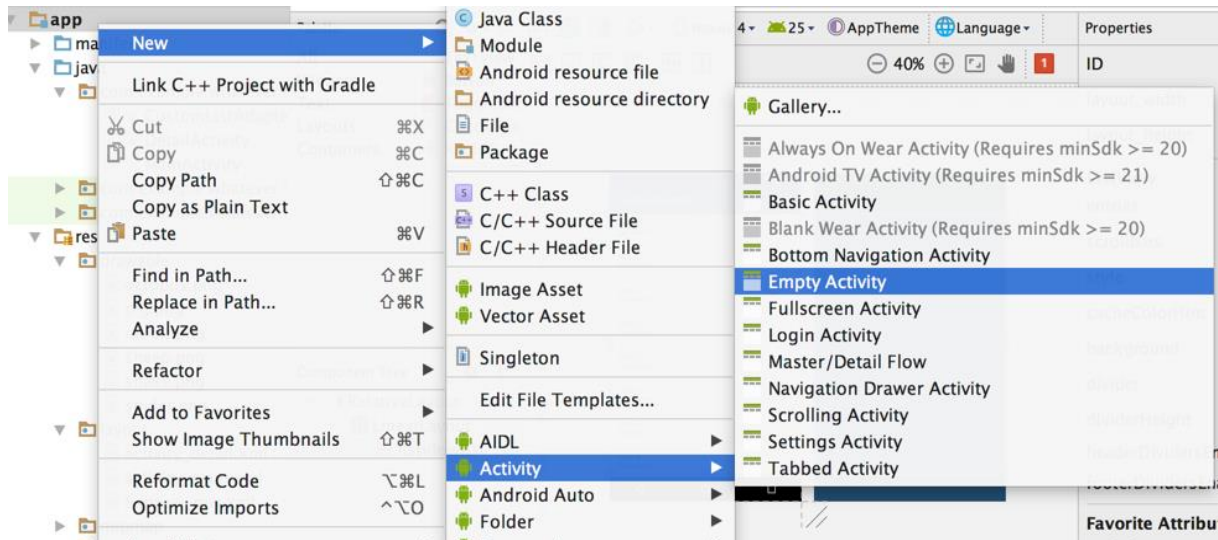 app
New
Link C++ Project with Gradle
Cut ⌘X
Copy ⌘C
Copy Path ⇧⌘C
Copy as Plain Text
Paste ⌘V
Find in Path... ⇧⌘F
Replace in Path... ⇧⌘R
Analyze
Refactor
Add to Favorites
Show Image Thumbnails ⇧⌘T
Reformat Code ⌥⌘L
Optimize Imports ^⌥O
ma
java
res
Java Class
Module
Android resource file
Android resource directory
File
Package
C++ Class
C/C++ Source File
C/C++ Header File
Image Asset
Vector Asset
Singleton
Edit File Templates...
AIDL
Activity
Android Auto
Folder
Gallery...
Always On Wear Activity (Requires minSdk >= 20)
Android TV Activity (Requires minSdk >= 21)
Basic Activity
Blank Wear Activity (Requires minSdk >= 20)
Bottom Navigation Activity
Empty Activity
Fullscreen Activity
Login Activity
Master/Detail Flow
Navigation Drawer Activity
Scrolling Activity
Settings Activity
Tabbed Activity
4 25 AppTheme Language
40% 1
Properties
ID
Favorite Attribu